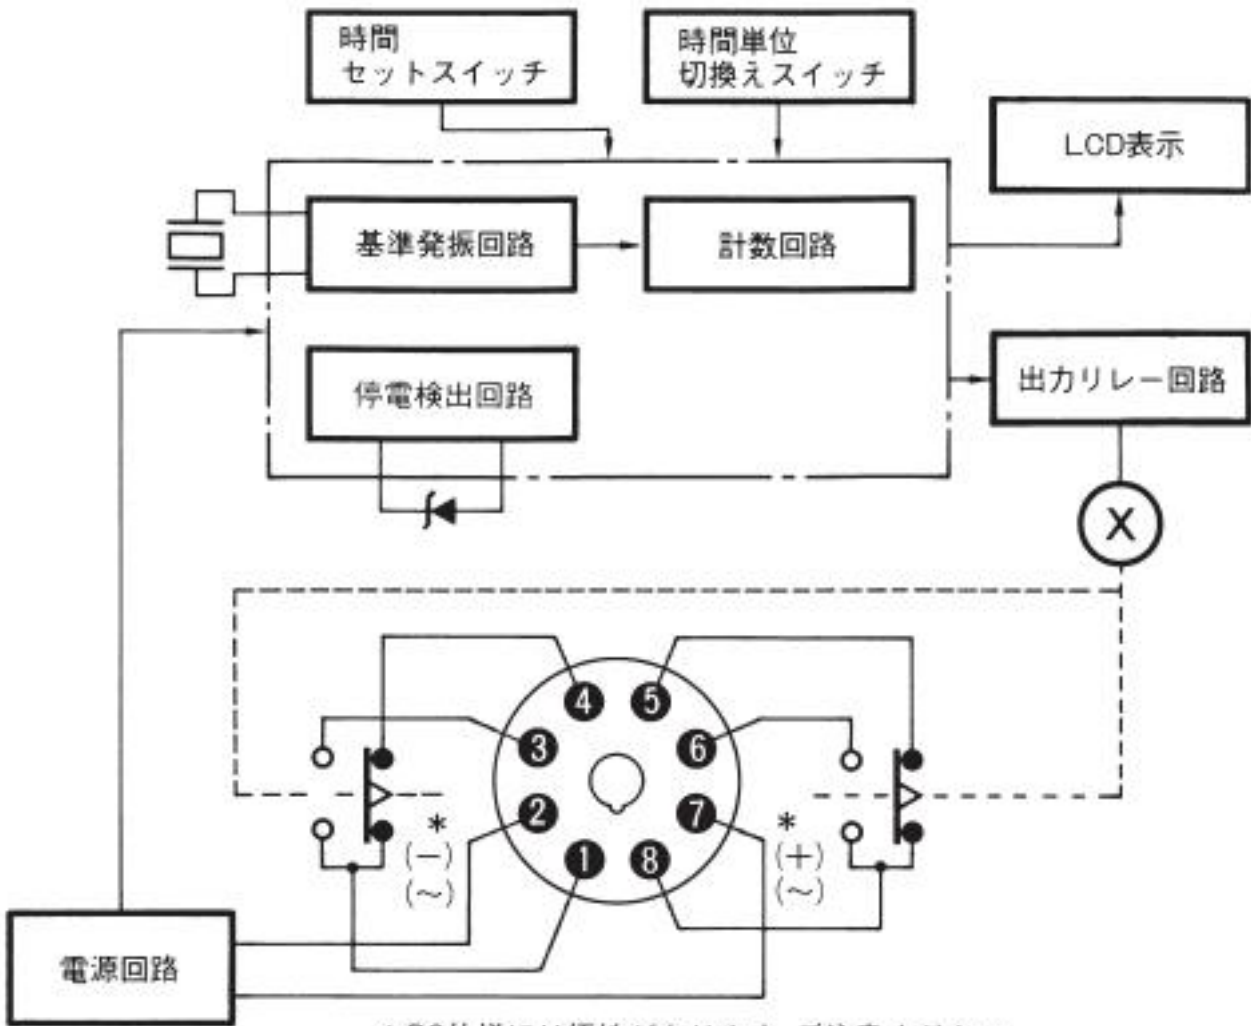 時間
セットスイッチ
時間単位
切換えスイッチ
LCD表示
基準発振回路
計数回路
停電検出回路
出力リレー回路
X
4
5
3
6
2
7
1
8
*
(−)
(~)
*
(+)
(~)
電源回路